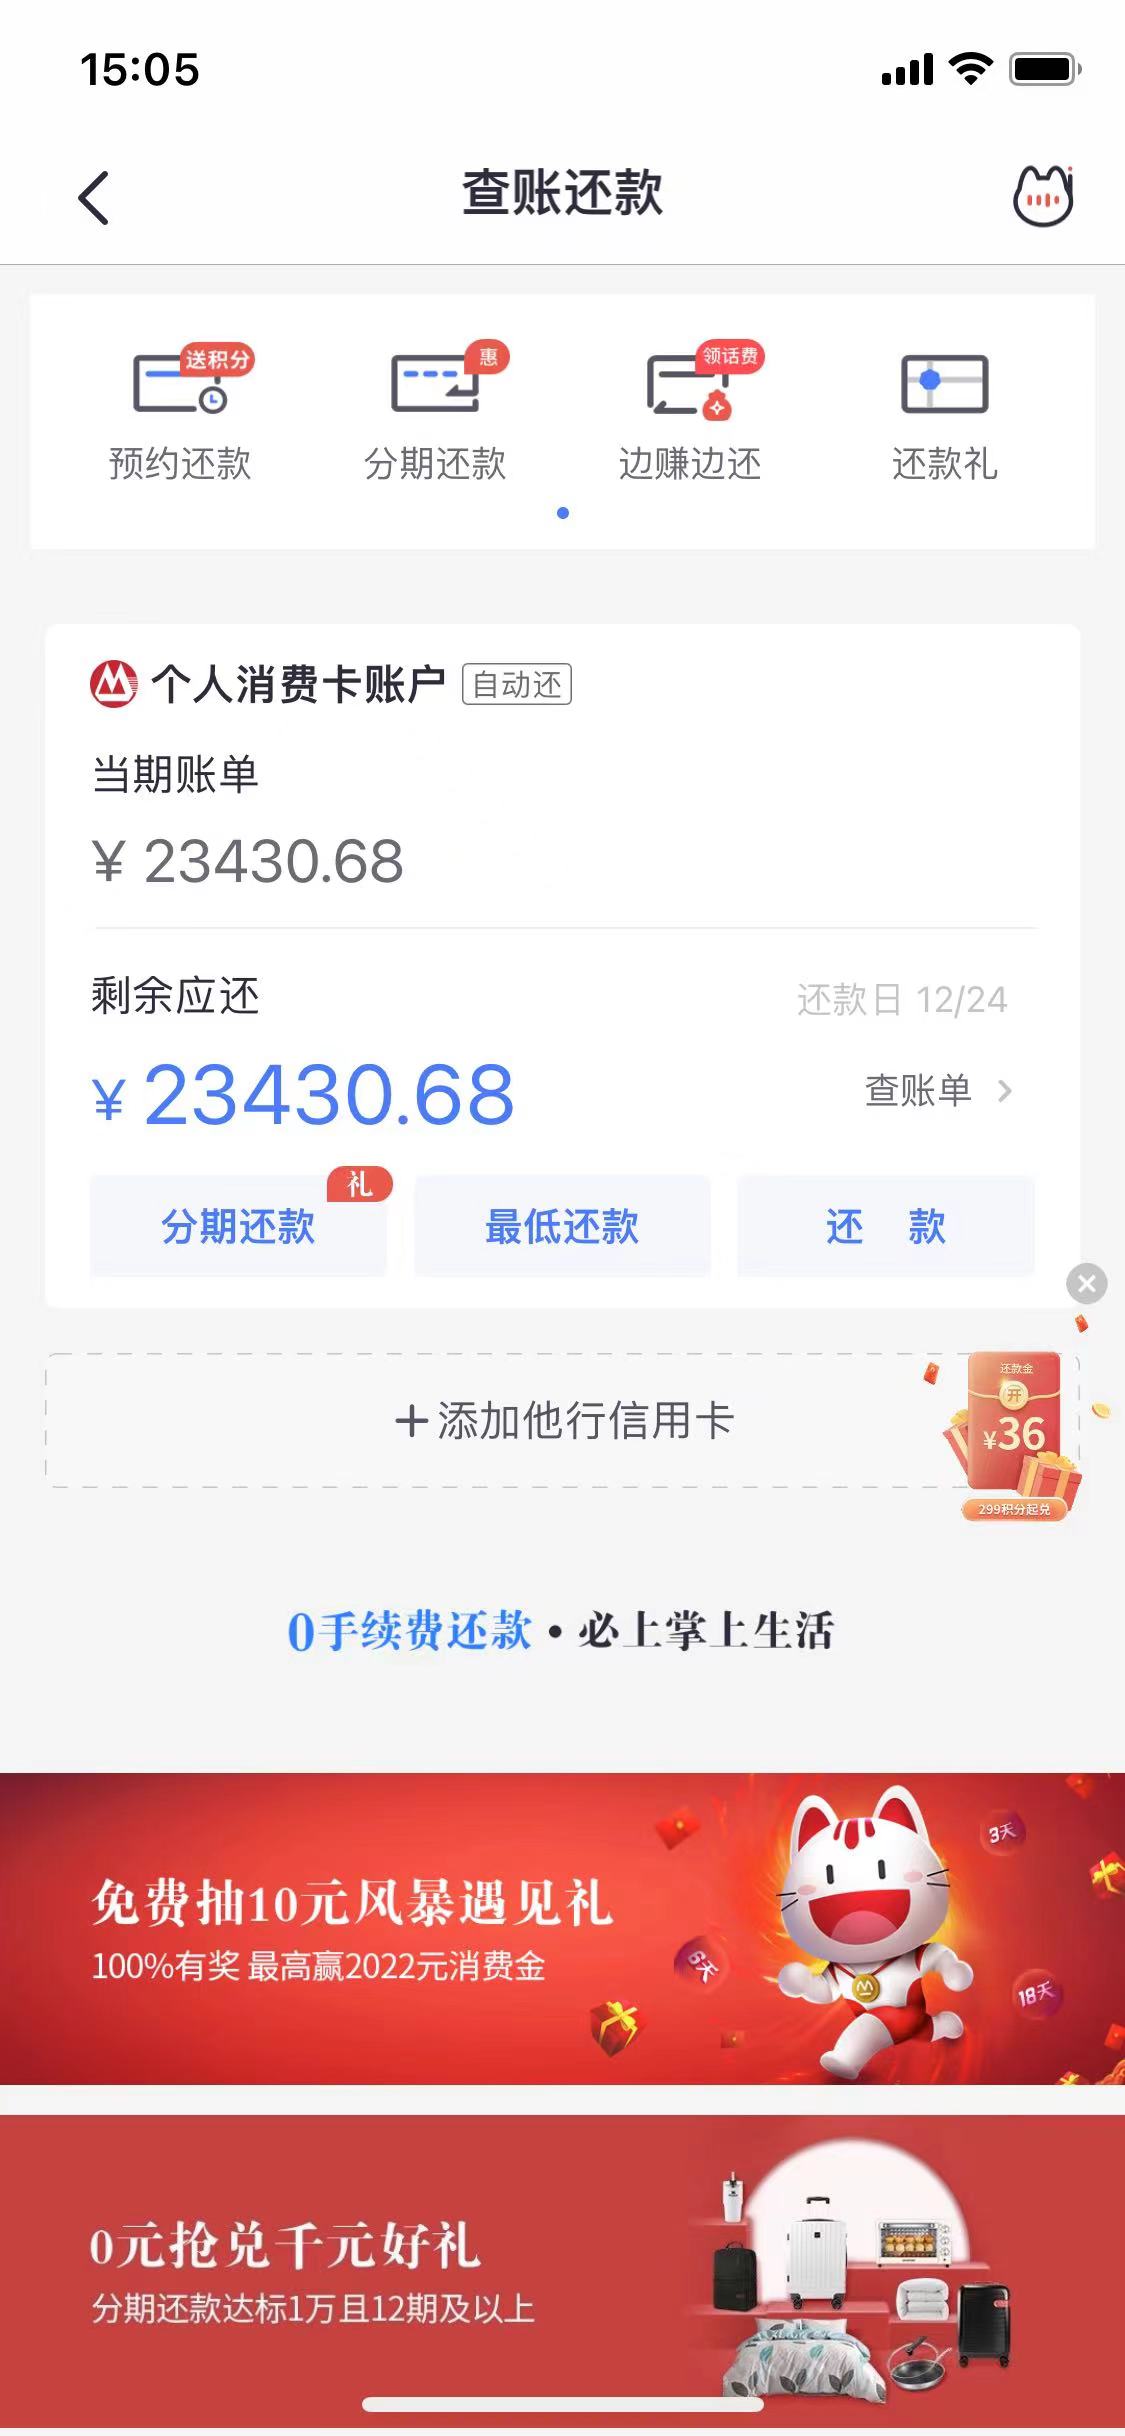 15:05
查账还款
送积分
惠
领话费
预约还款
分期还款
边赚边还
还款礼
个人消费卡账户 自动还
当期账单
¥ 23430.68
剩余应还
还款日 12/24
¥ 23430.68
查账单
礼
分期还款
最低还款
还 款
还款金
开
¥36
299积分起兑
+添加他行信用卡
0手续费还款·必上掌上生活
3天
免费抽10元风暴遇见礼
100%有奖 最高赢2022元消费金
6天
18天
0元抢兑千元好礼
分期还款达标1万且12期及以上